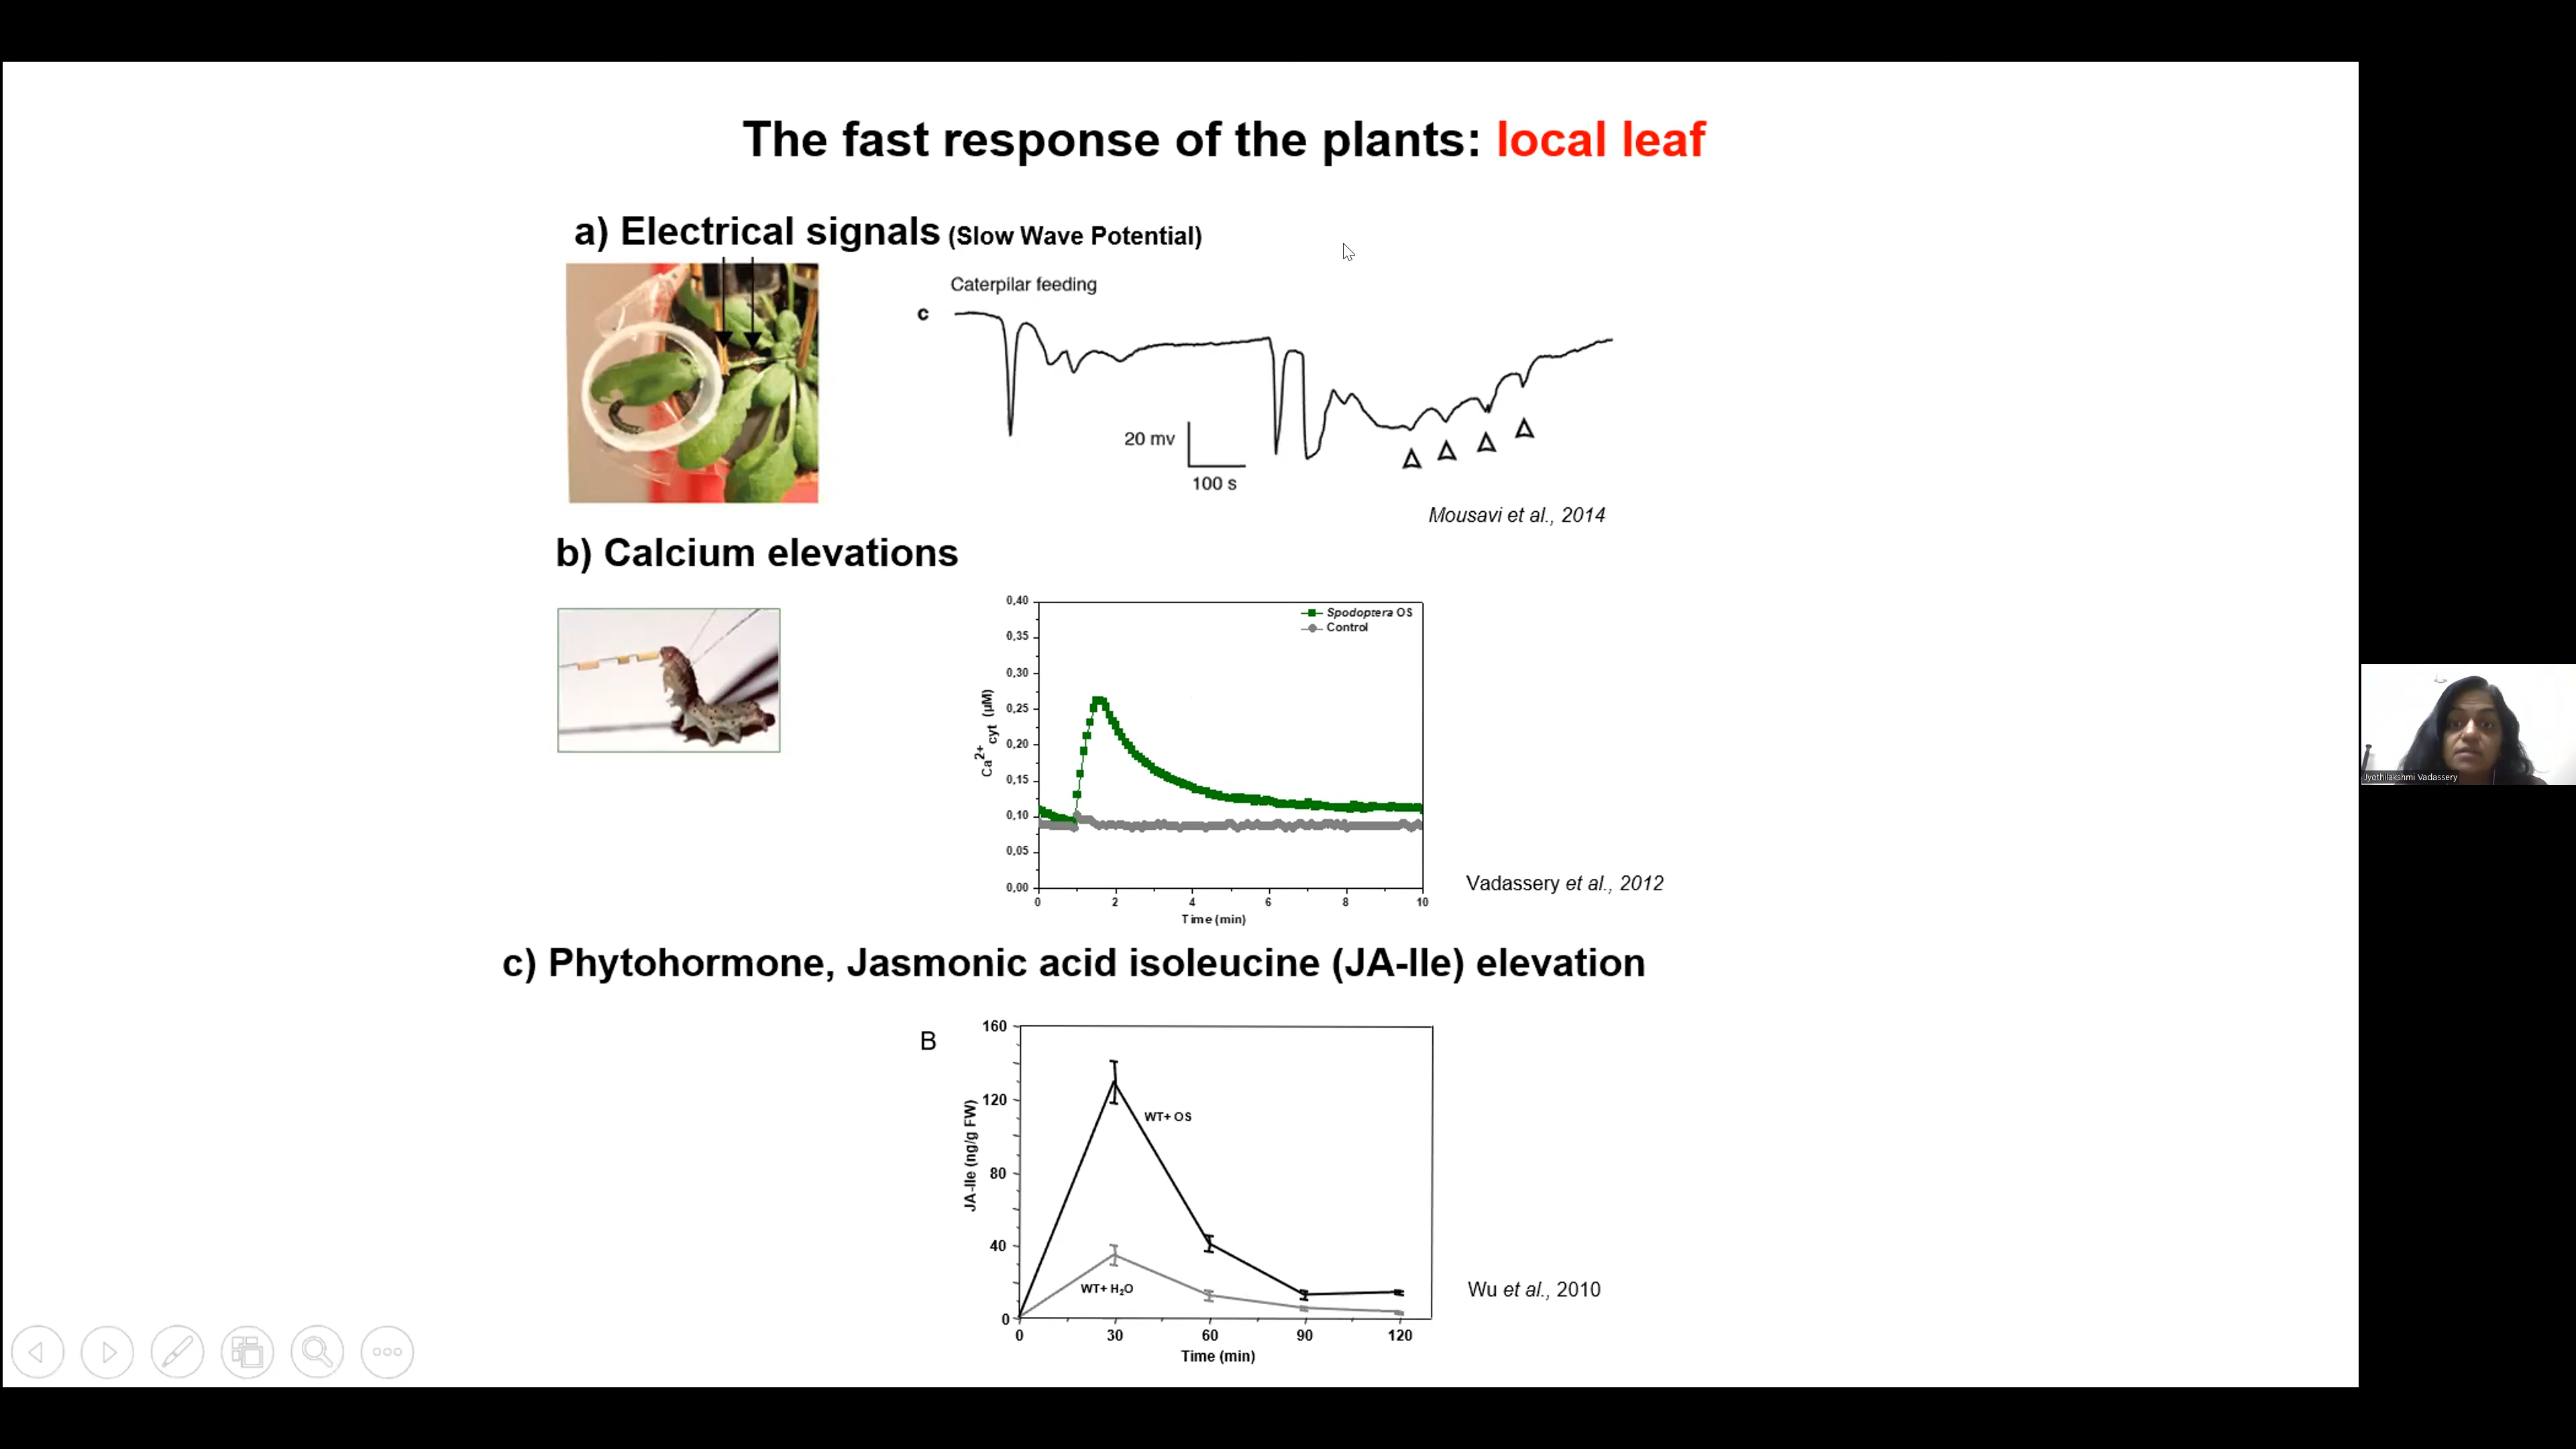 The fast response of the plants: local leaf
a) Electrical signals (Slow Wave Potential)
Caterpilar feeding
c
20 mv
100 s
Mousavi et al., 2014
b) Calcium elevations
0,40
0,35
0,30
0,25
0,20
0,15
0,10
0,05
0,00
Ca2+cyt (µM)
Spodoptera OS
Control
0 2 4 6 8 10
Time (min)
Vadassery et al., 2012
Jyothilakshmi Vadassery
c) Phytohormone, Jasmonic acid isoleucine (JA-Ile) elevation
B
160
120
80
40
0
JA-Ile (ng/g FW)
WT+ OS
WT+ H₂O
0 30 60 90 120
Time (min)
Wu et al., 2010